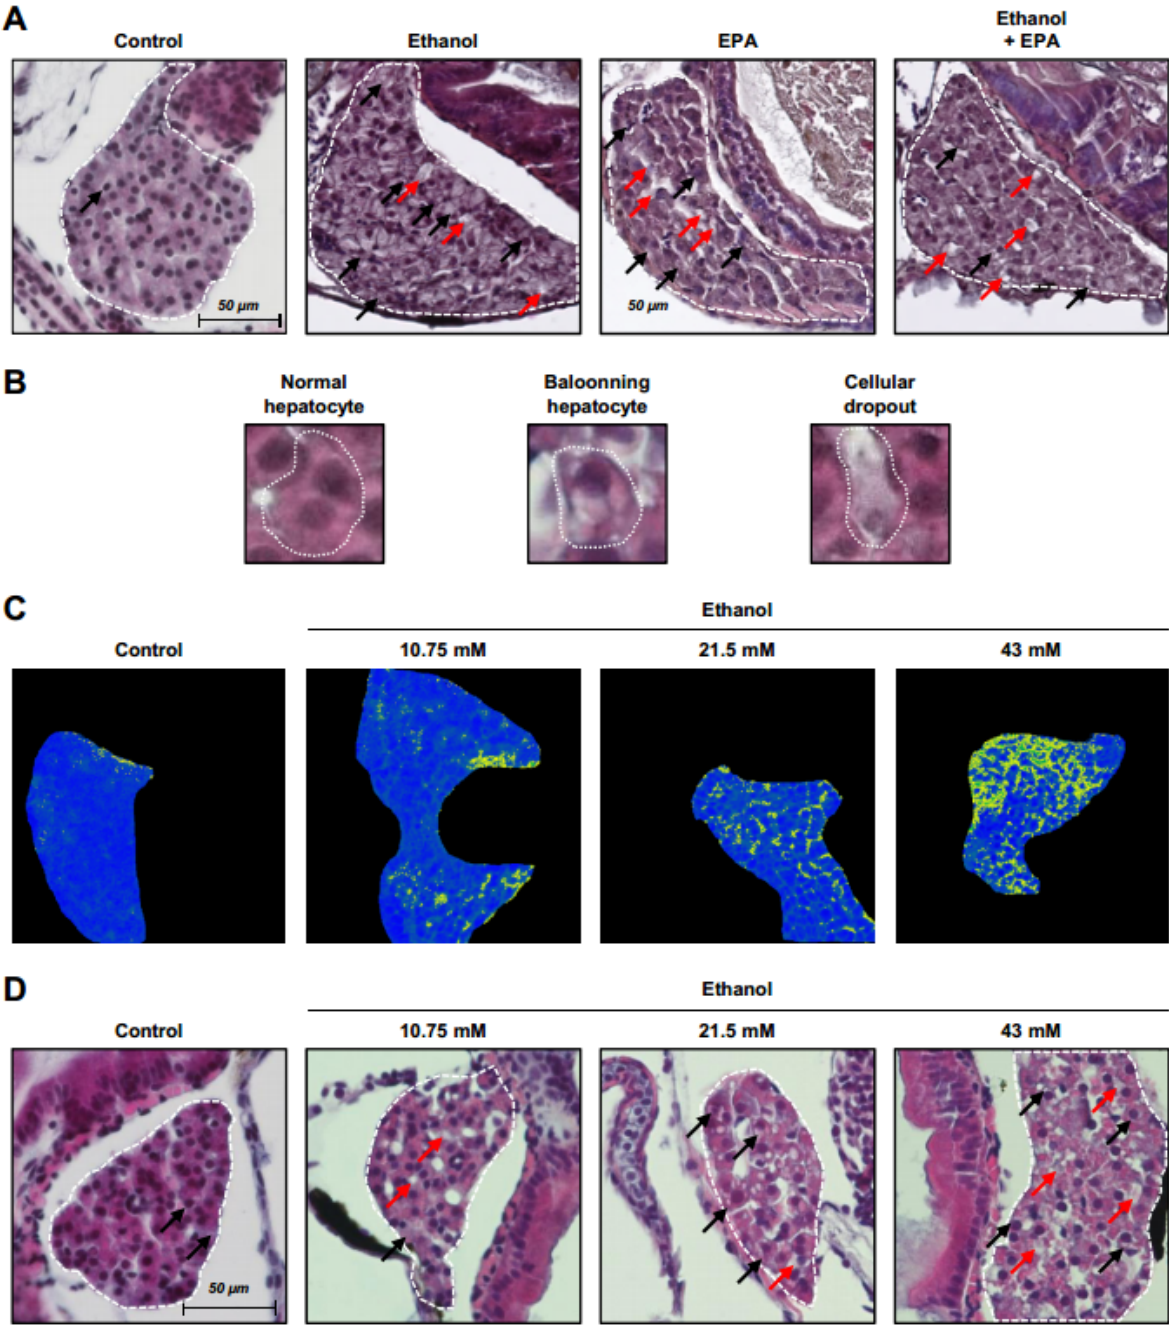 A
Control
Ethanol
EPA
Ethanol
+ EPA
50 µm
50 µm
B
Normal
hepatocyte
Baloonning
hepatocyte
Cellular
dropout
C
Ethanol
Control
10.75 mM
21.5 mM
43 mM
D
Ethanol
Control
10.75 mM
21.5 mM
43 mM
50 µm